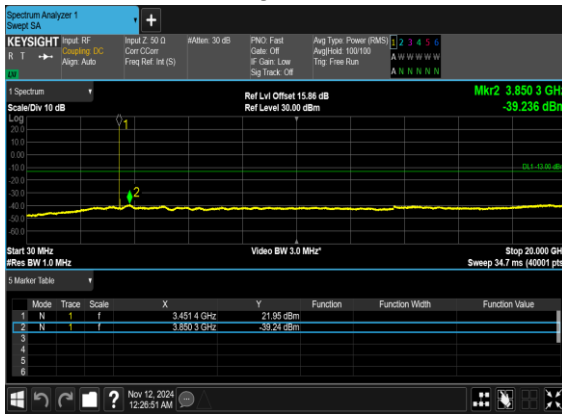 Spectrum Analyzer 1
Swept SA
+
KEYSIGHT
R T
Input: RF
Coupling: DC
Align: Auto
Input Z: 50 Ω
Corr CCorr
Freq Ref: Int (S)
#Atten: 30 dB
PNO: Fast
Gate: Off
IF Gain: Low
Sig Track: Off
Avg Type: Power (RMS)
Avg|Hold: 100/100
Trig: Free Run
1 2 3 4 5 6
A W W W W W
A N N N N N
1 Spectrum
Scale/Div 10 dB
Ref Lvl Offset 15.86 dB
Ref Level 30.00 dBm
Mkr2 3.850 3 GHz
-39.236 dBm
Log
20.0
10.0
0.00
-10.0
-20.0
-30.0
-40.0
-50.0
-60.0
1
2
DL1 -13.00 dBm
Start 30 MHz
#Res BW 1.0 MHz
Video BW 3.0 MHz*
Stop 20.000 GHz
Sweep 34.7 ms (40001 pts)
5 Marker Table
Mode Trace Scale X Y Function Function Width Function Value
1 N 1 f 3.451 4 GHz 21.95 dBm
2 N 1 f 3.850 3 GHz -39.24 dBm
3
4
5
6
?
Nov 12, 2024
12:26:51 AM